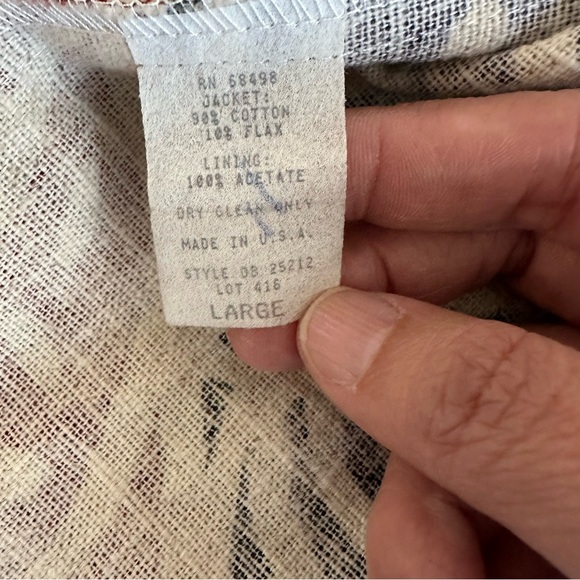 RN 68498
JACKET:
90% COTTON
10% FLAX
LINING:
100% ACETATE
DRY CLEAN ONLY
MADE IN U.S.A.
STYLE OB 25212
LOT 416
LARGE